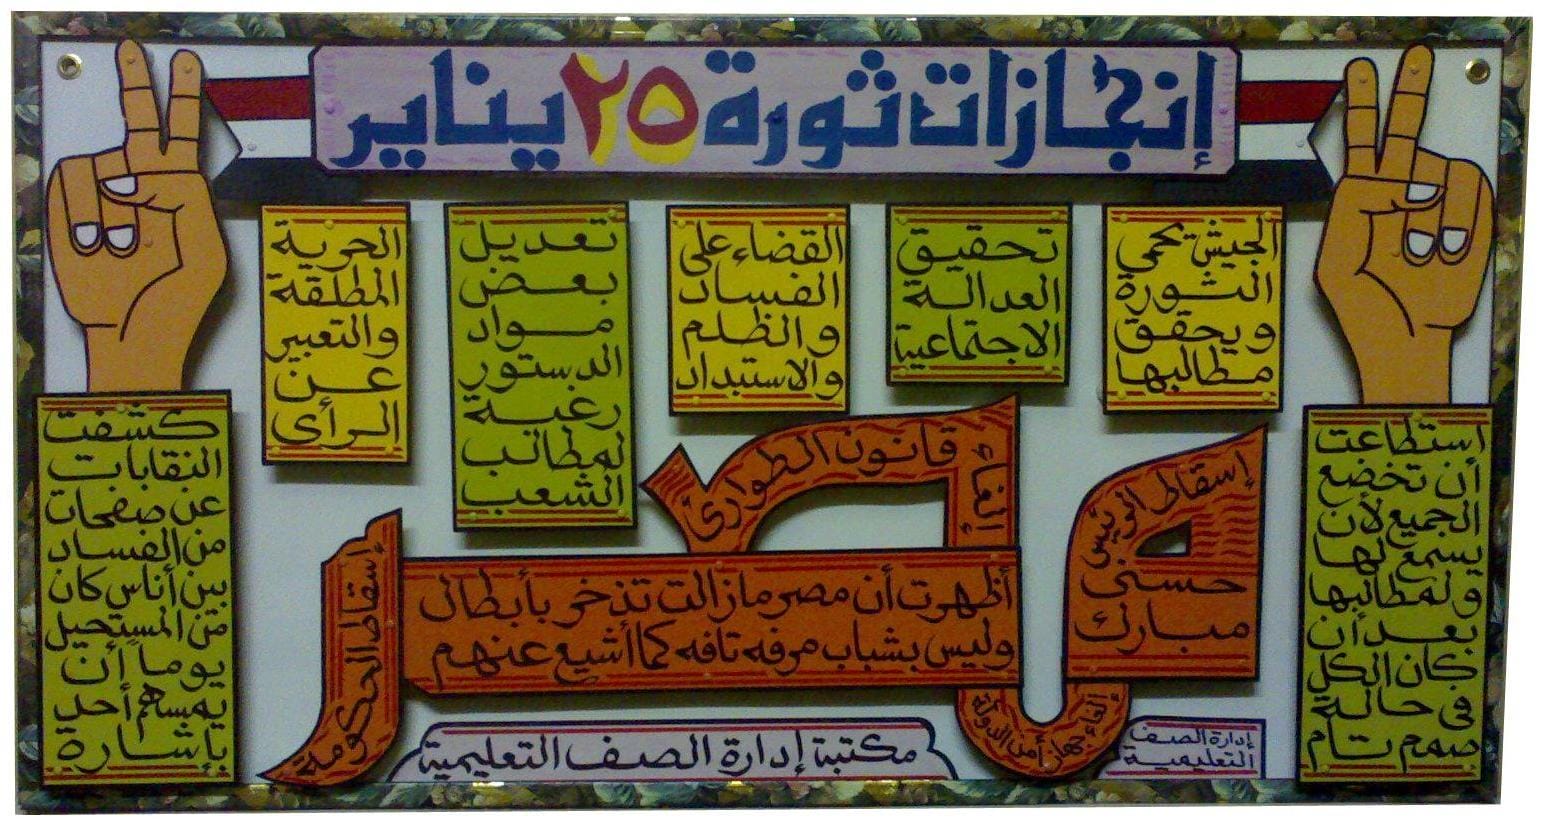 إنجازات ثورة ٢٥ يناير
الجيش يحمي
الثورة
ويحقق
مطالبها
تحقيق
العدالة
الاجتماعية
القضاء على
الفساد
والظلم
والاستبداد
تعديل
بعض
مواد
الدستور
رغبة
لمطالب
الشعب
الحرية
المطلقة
والتعبير
عن
الرأى
استطاعت
أن تخضع
الجميع لأن
يسمع لها
ولمطالبها
بعد أن
كان الكل
فى حالة
صمم تام
إسقاط الرئيس
حسنى
مبارك
إلغاء جهاز أمن الدولة
إلغاء
قانون الطوارئ
أظهرت أن مصر مازالت تذخر بأبطال
وليس بشباب مرفه تافه كما أشيع عنهم
إسقاط الحكومة
كشفت
النقابات
عن صفحات
من الفساد
بين أناس كان
من المستحيل
يوما أن
يمسهم أحد
بإشارة
مكتبة إدارة الصف التعليمية
إدارة الصف
التعليمية